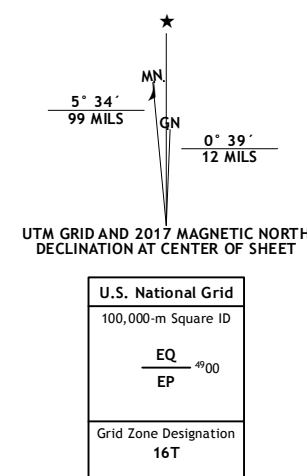 MN
5° 34´
99 MILS
GN
0° 39´
12 MILS
UTM GRID AND 2017 MAGNETIC NORTH
DECLINATION AT CENTER OF SHEET
U.S. National Grid
100,000-m Square ID
EQ
4900
EP
Grid Zone Designation
16T